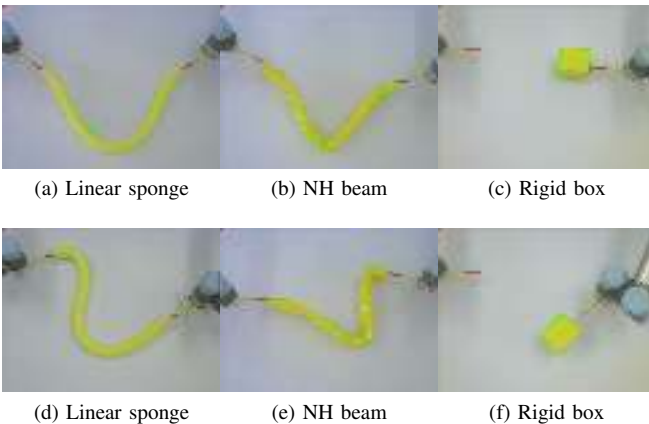 (a) Linear sponge
(b) NH beam
(c) Rigid box
(d) Linear sponge
(e) NH beam
(f) Rigid box